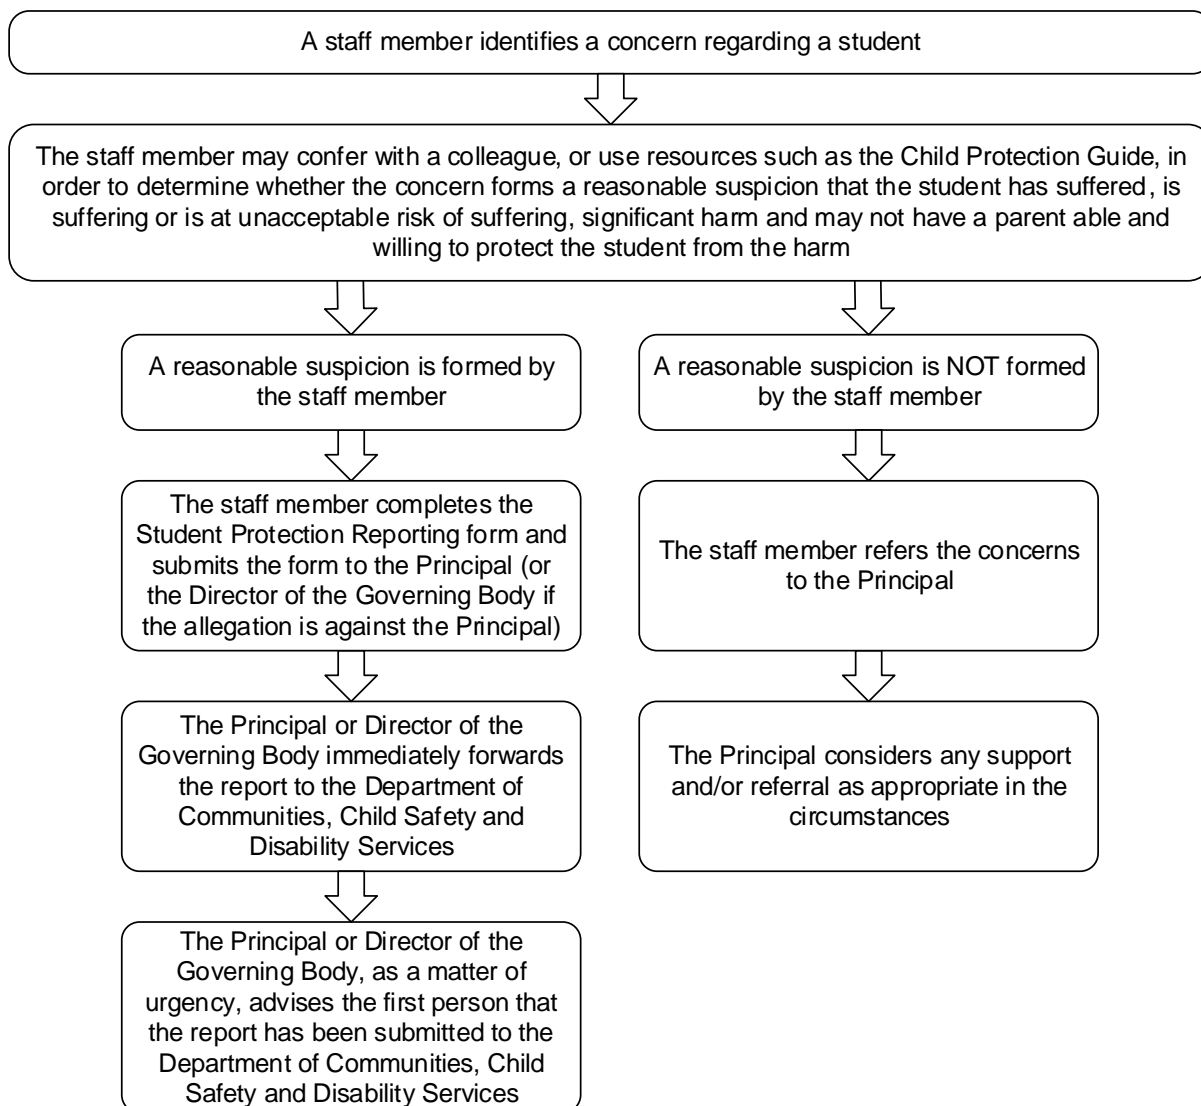 A staff member identifies a concern regarding a student
The staff member may confer with a colleague, or use resources such as the Child Protection Guide, in
order to determine whether the concern forms a reasonable suspicion that the student has suffered, is
suffering or is at unacceptable risk of suffering, significant harm and may not have a parent able and
willing to protect the student from the harm
A reasonable suspicion is formed by
the staff member
The staff member completes the
Student Protection Reporting form and
submits the form to the Principal (or
the Director of the Governing Body if
the allegation is against the Principal)
The Principal or Director of the
Governing Body immediately forwards
the report to the Department of
Communities, Child Safety and
Disability Services
The Principal or Director of the
Governing Body, as a matter of
urgency, advises the first person that
the report has been submitted to the
Department of Communities, Child
Safety and Disability Services
A reasonable suspicion is NOT formed
by the staff member
The staff member refers the concerns
to the Principal
The Principal considers any support
and/or referral as appropriate in the
circumstances